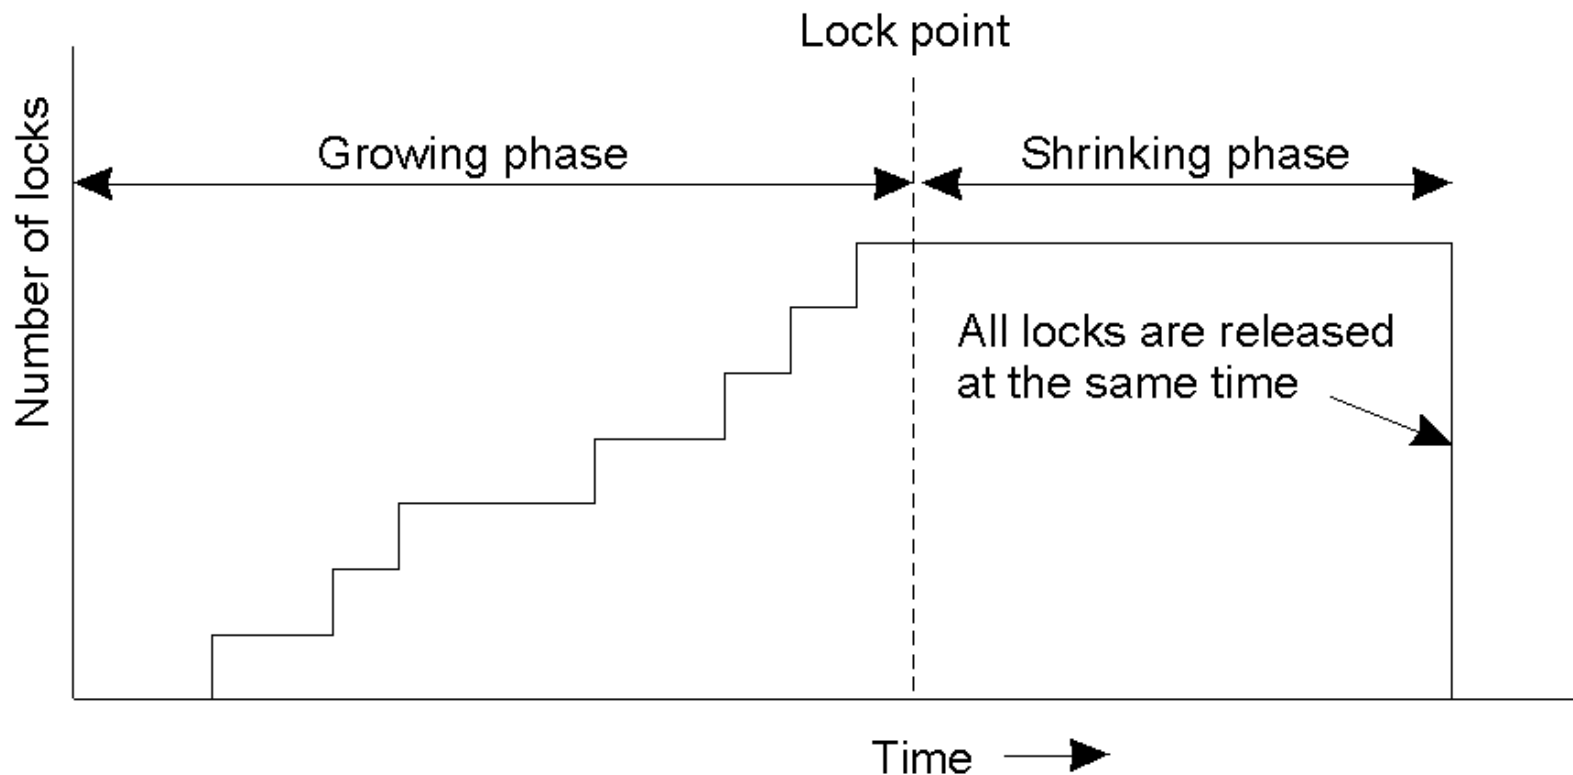 Lock point
Growing phase
Shrinking phase
Number of locks
All locks are released
at the same time
Time